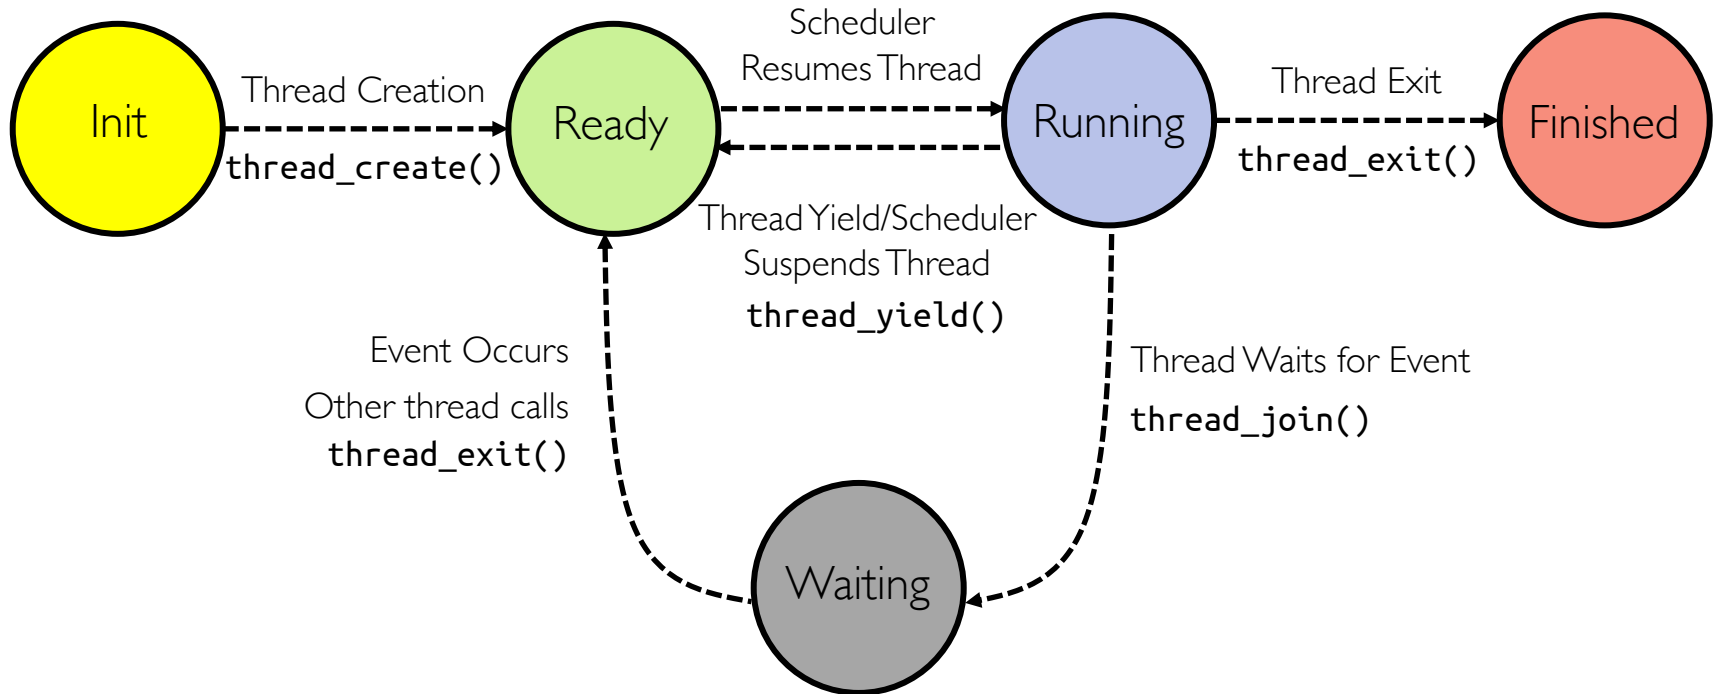 Init
Thread Creation
thread_create()
Ready
Scheduler
Resumes Thread
Thread Yield/Scheduler
Suspends Thread
thread_yield()
Running
Thread Exit
thread_exit()
Finished
Event Occurs
Other thread calls
thread_exit()
Thread Waits for Event
thread_join()
Waiting